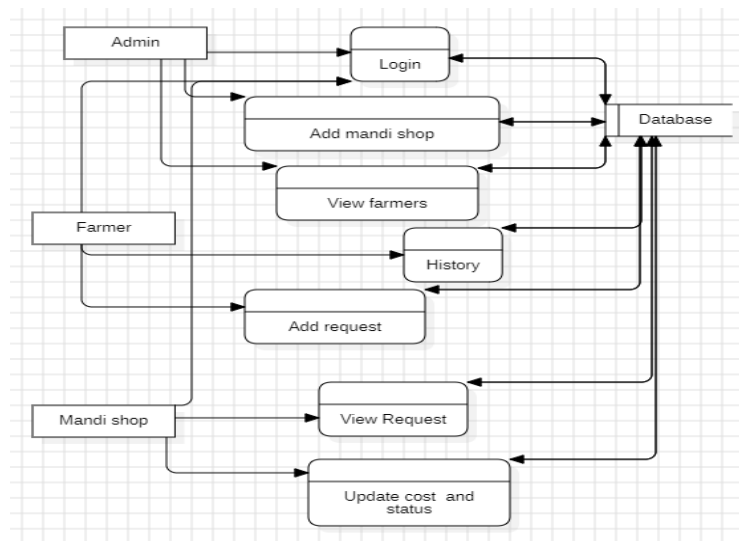 Admin
Login
Database
Add mandi shop
View farmers
Farmer
History
Add request
Mandi shop
View Request
Update cost and
status